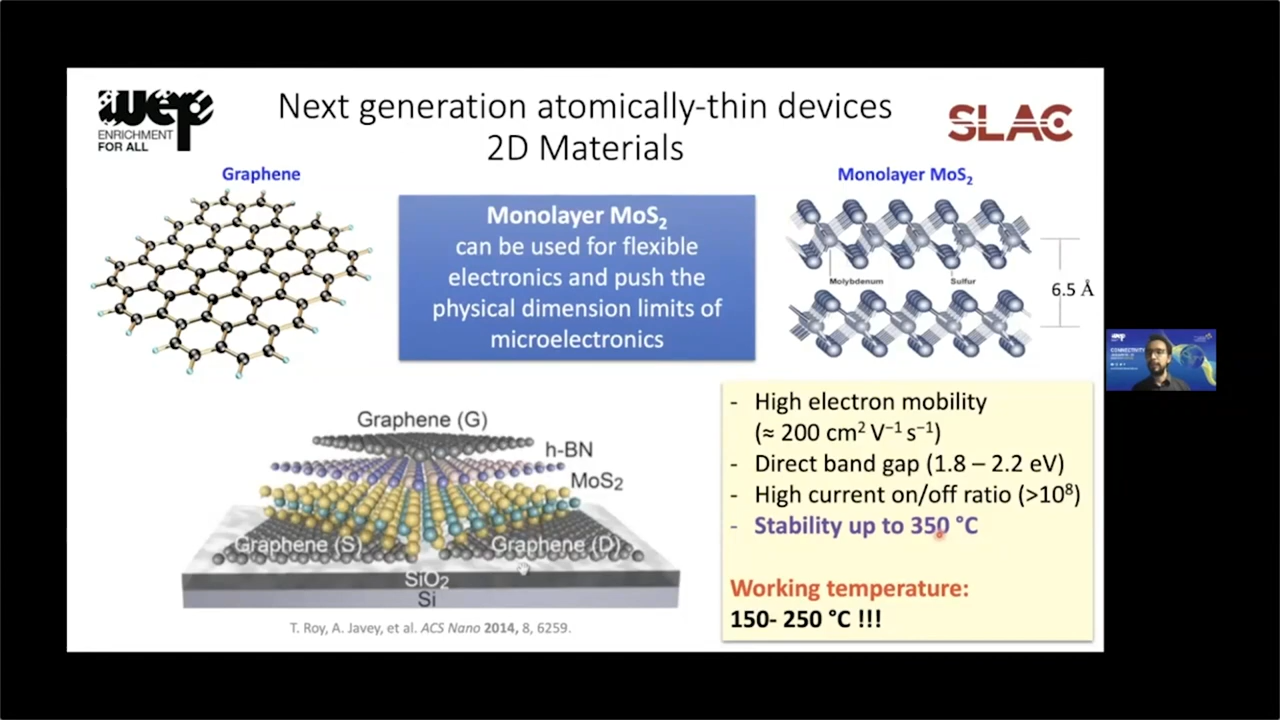 iuep
ENRICHMENT
FOR ALL
Next generation atomically-thin devices
2D Materials
SLAC
Graphene
Monolayer MoS₂
Monolayer MoS₂
can be used for flexible
electronics and push the
physical dimension limits of
microelectronics
Molybdenum
Sulfur
6.5 Å
CONNECTIVITY
Graphene (G)
h-BN
MoS₂
Graphene (S)
Graphene (D)
SiO₂
Si
T. Roy, A. Javey, et al. ACS Nano 2014, 8, 6259.
- High electron mobility
(≈ 200 cm² V⁻¹ s⁻¹)
- Direct band gap (1.8 – 2.2 eV)
- High current on/off ratio (>10⁸)
- Stability up to 350 °C
Working temperature:
150- 250 °C !!!